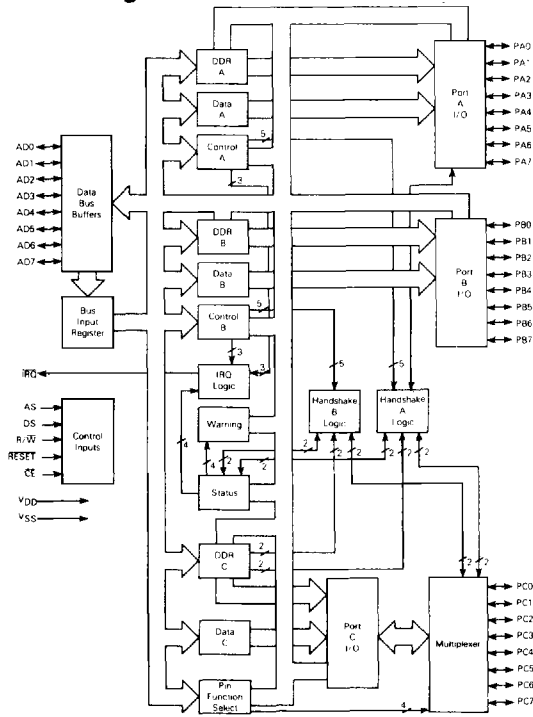 DDR
A
Data
A
Control
A
5
3
Port
A
I/O
PA0
PA1
PA2
PA3
PA4
PA5
PA6
PA7
AD0
AD1
AD2
AD3
AD4
AD5
AD6
AD7
Data
Bus
Buffers
DDR
B
Data
B
Control
B
5
3
3
Port
B
I/O
PB0
PB1
PB2
PB3
PB4
PB5
PB6
PB7
Bus
Input
Register
IRQ
IRQ
Logic
5
5
AS
DS
R/W
RESET
CE
Control
Inputs
VDD
VSS
Warning
4
4
2
Status
Handshake
B Logic
Handshake
A Logic
2
2
2
2
2
2
2
DDR
C
2
2
2
2
Data
C
Port
C
I/O
Multiplexer
PC0
PC1
PC2
PC3
PC4
PC5
PC6
PC7
Pin
Function
Select
4